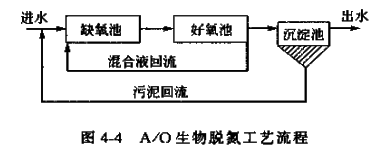 进水
缺氧池
好氧池
沉淀池
出水
混合液回流
污泥回流
图 4-4 A/O 生物脱氮工艺流程